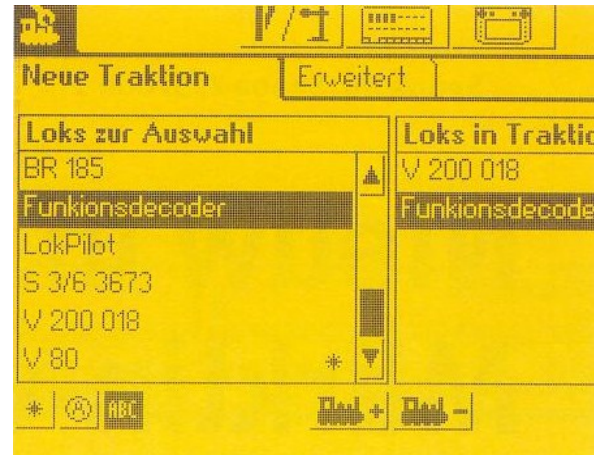 Neue Traktion
Erweitert
Loks zur Auswahl
BR 185
Funkionsdecoder
LokPilot
S 3/6 3673
V 200 018
V 80 *
* A ABC
+ -
Loks in Traktio
V 200 018
Funkionsdecode